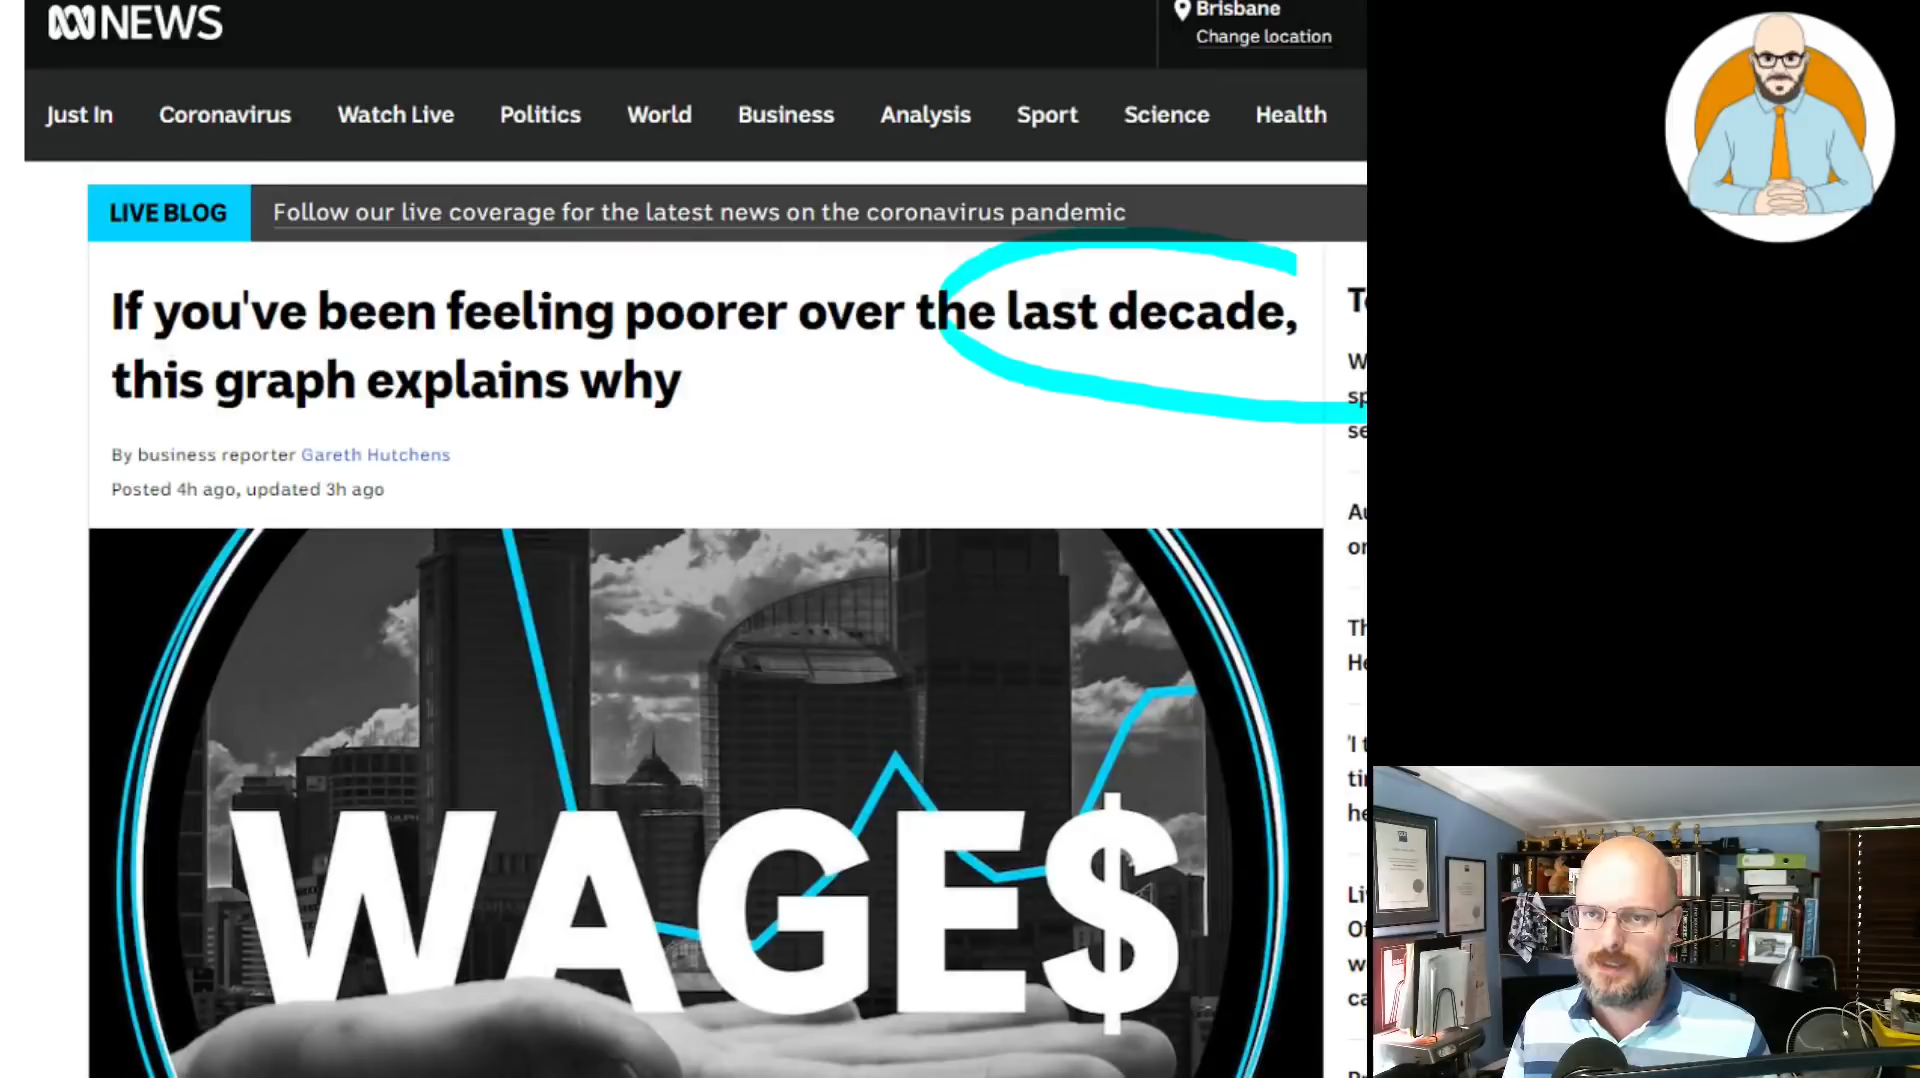 NEWS
Brisbane
Change location
Just In Coronavirus Watch Live Politics World Business Analysis Sport Science Health
LIVE BLOG Follow our live coverage for the latest news on the coronavirus pandemic
If you've been feeling poorer over the last decade,
this graph explains why
By business reporter Gareth Hutchens
Posted 4h ago, updated 3h ago
WAGE$